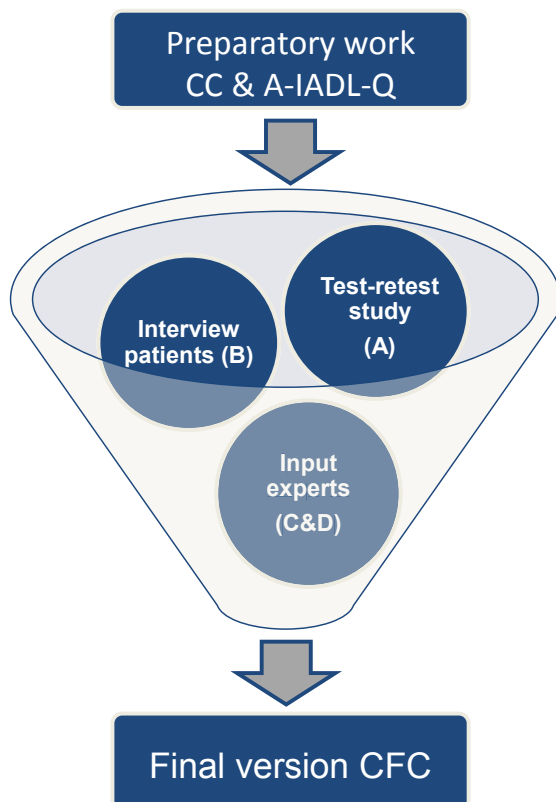 Preparatory work
CC & A-IADL-Q
Test-retest
study
(A)
Interview
patients (B)
Input
experts
(C&D)
Final version CFC